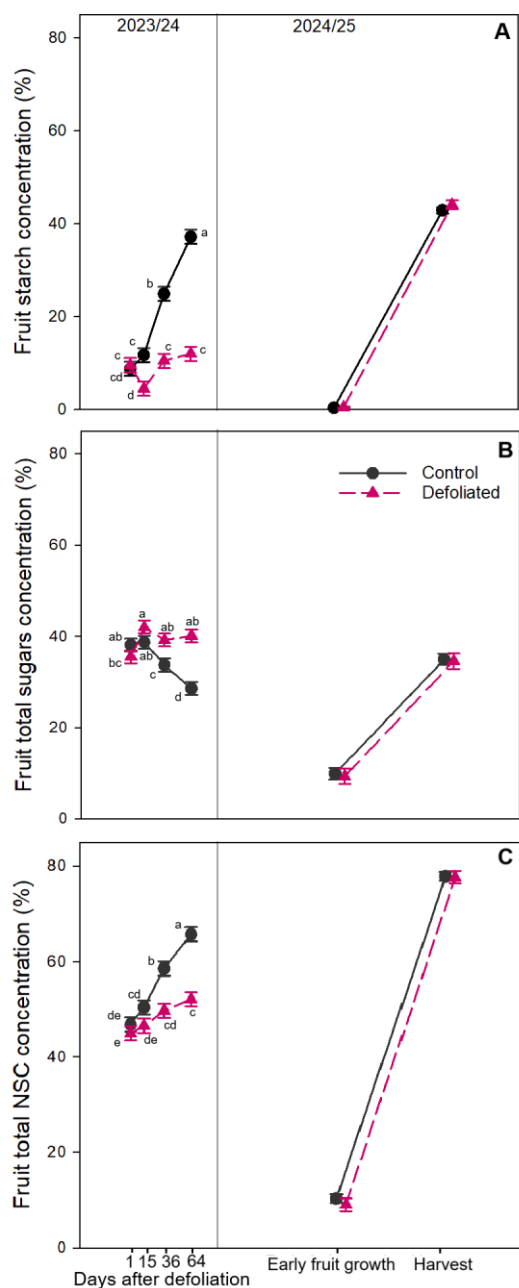 2023/24
2024/25
A
Fruit starch concentration (%)
80
60
40
20
0
a
b
c
c
c
c
cd
d
B
Fruit total sugars concentration (%)
80
60
40
20
0
Control
Defoliated
a
ab
ab
ab
ab
bc
c
d
C
Fruit total NSC concentration (%)
80
60
40
20
0
a
b
cd
de
e
de
cd
c
1 15 36 64
Days after defoliation
Early fruit growth
Harvest